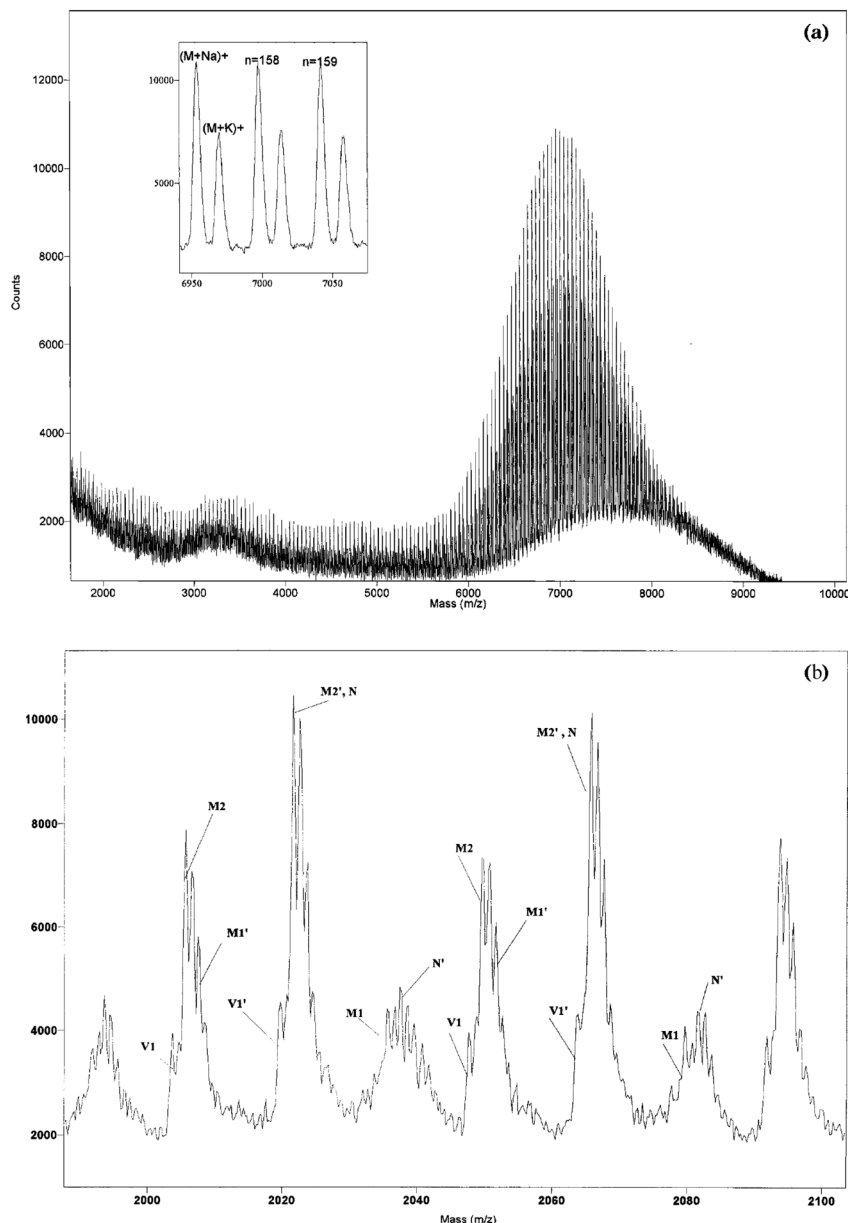 (a)
(M+Na)+
n=158
n=159
10000
(M+K)+
5000
6950
7000
7050
12000
10000
8000
6000
4000
2000
Counts
2000
3000
4000
5000
6000
7000
8000
9000
10000
Mass (m/z)
(b)
M2', N
M2' , N
10000
M2
M2
8000
M1'
M1'
6000
N'
N'
V1'
V1'
M1
V1
M1
V1
4000
2000
2000
2020
2040
2060
2080
2100
Mass (m/z)